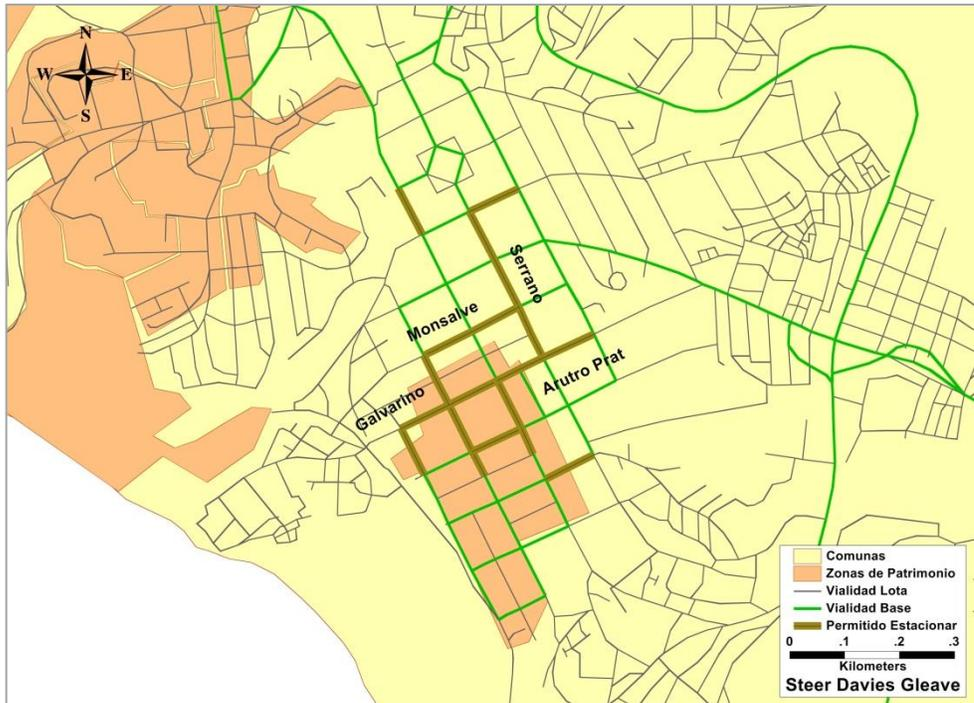 N
W E
S
Serrano
Monsalve
Arutro Prat
Galvarino
Comunas
Zonas de Patrimonio
Vialidad Lota
Vialidad Base
Permitido Estacionar
0 .1 .2 .3
Kilometers
Steer Davies Gleave